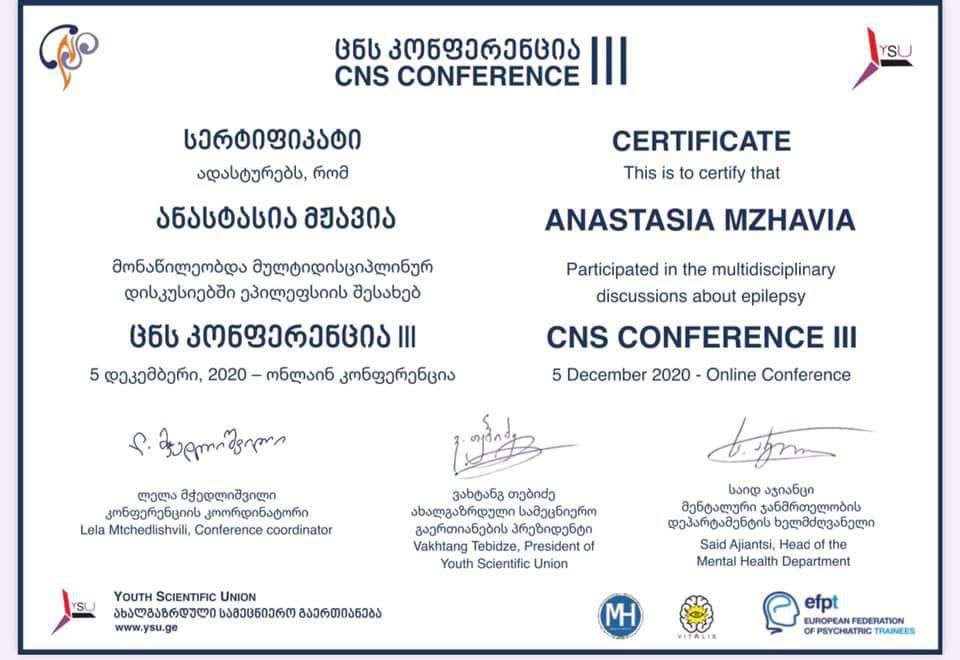 ცნს კონფერენცია III
CNS CONFERENCE
YSU
სერტიფიკატი
ადასტურებს, რომ
ანასტასია მჟავია
მონაწილეობდა მულტიდისციპლინურ
დისკუსიებში ეპილეფსიის შესახებ
ცნს კონფერენცია III
5 დეკემბერი, 2020 – ონლაინ კონფერენცია
CERTIFICATE
This is to certify that
ANASTASIA MZHAVIA
Participated in the multidisciplinary
discussions about epilepsy
CNS CONFERENCE III
5 December 2020 - Online Conference
ლ. მჭედლიშვილი
ლელა მჭედლიშვილი
კონფერენციის კოორდინატორი
Lela Mtchedlishvili, Conference coordinator
ვ. თებიძე
ვახტანგ თებიძე
ახალგაზრდული სამეცნიერო
გაერთიანების პრეზიდენტი
Vakhtang Tebidze, President of
Youth Scientific Union
საიდ აჯიანცი
მენტალური ჯანმრთელობის
დეპარტამენტის ხელმძღვანელი
Said Ajiantsi, Head of the
Mental Health Department
YSU
YOUTH SCIENTIFIC UNION
ახალგაზრდული სამეცნიერო გაერთიანება
www.ysu.ge
MH
VITALIS
efpt
EUROPEAN FEDERATION
OF PSYCHIATRIC TRAINEES